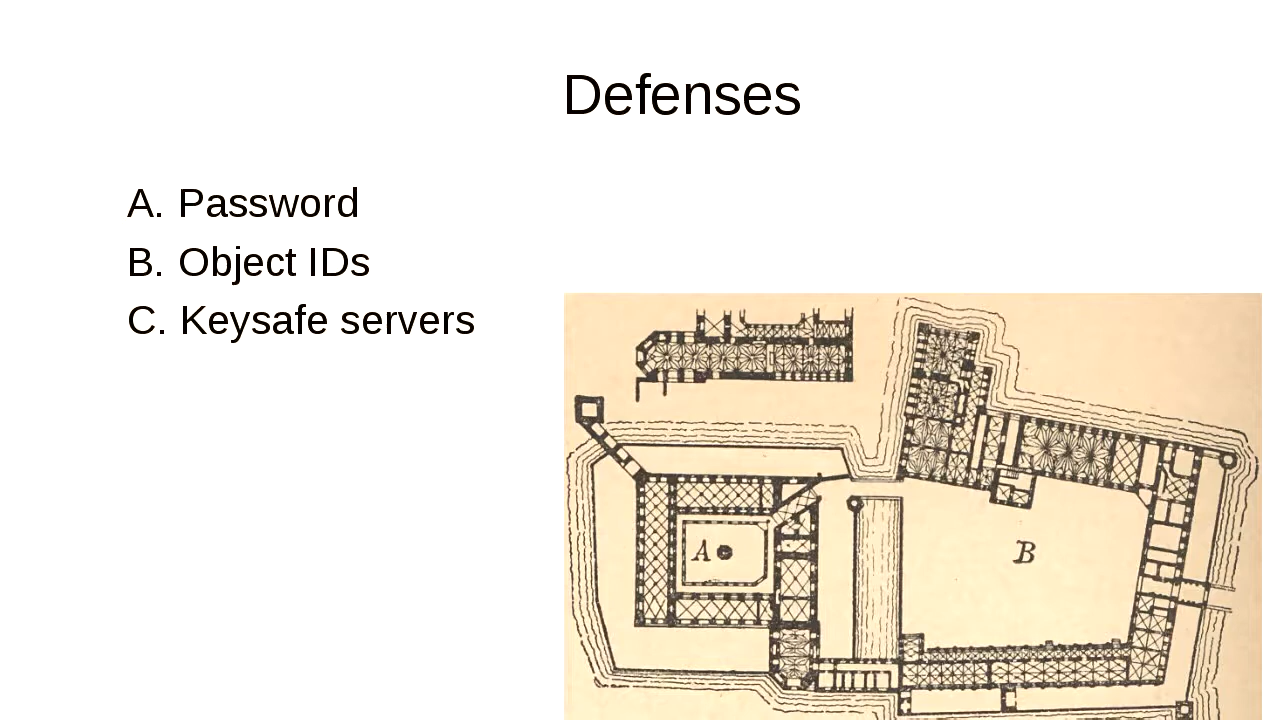 Defenses
A. Password
B. Object IDs
C. Keysafe servers
A
B